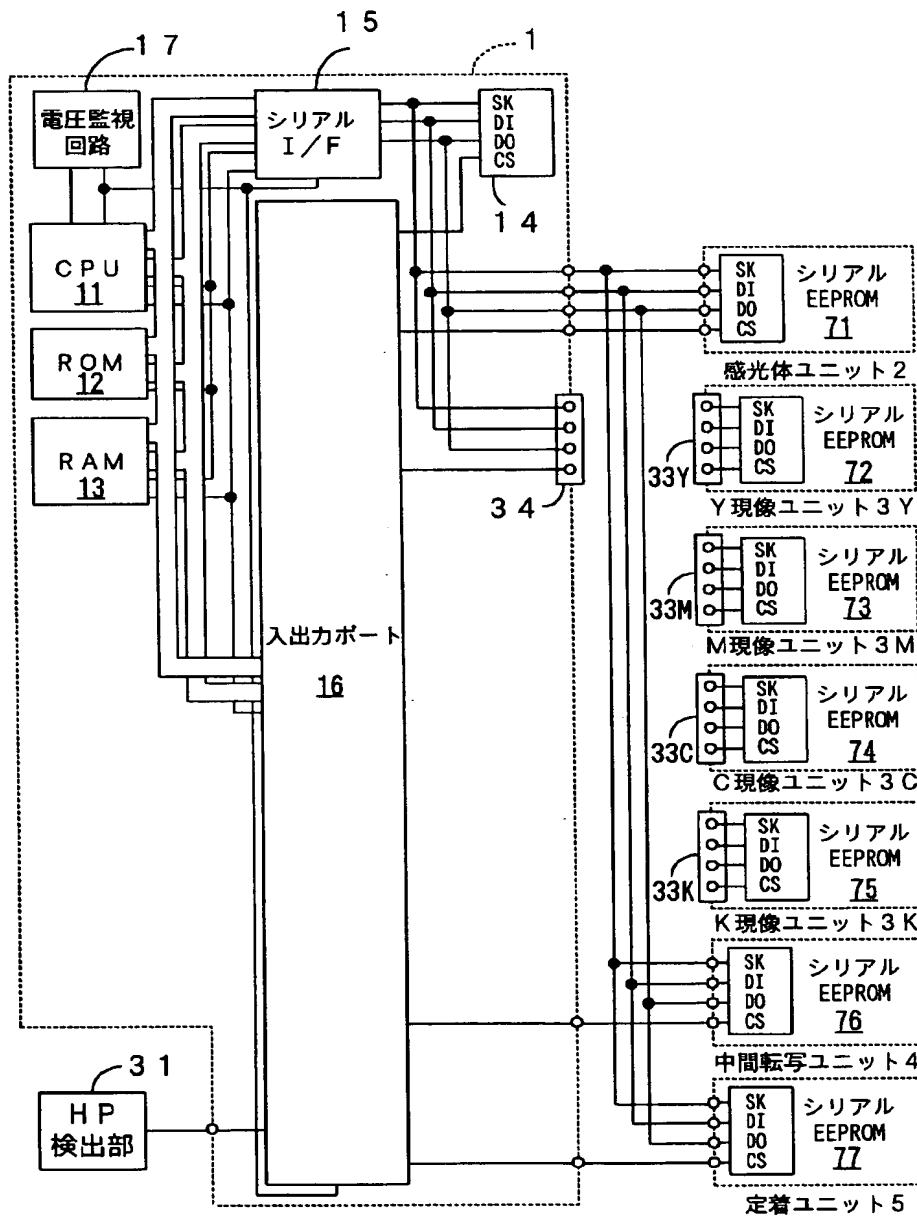 １７
１５
１
電圧監視
回路
シリアル
Ｉ／Ｆ
SK
DI
DO
CS
１４
ＣＰＵ
11
ＲＯＭ
12
ＲＡＭ
13
３４
入出力ポート
16
３１
ＨＰ
検出部
SK
DI
DO
CS
シリアル
EEPROM
71
感光体ユニット２
33Y
SK
DI
DO
CS
シリアル
EEPROM
72
Ｙ現像ユニット３Ｙ
33M
SK
DI
DO
CS
シリアル
EEPROM
73
Ｍ現像ユニット３Ｍ
33C
SK
DI
DO
CS
シリアル
EEPROM
74
Ｃ現像ユニット３Ｃ
33K
SK
DI
DO
CS
シリアル
EEPROM
75
Ｋ現像ユニット３Ｋ
SK
DI
DO
CS
シリアル
EEPROM
76
中間転写ユニット４
SK
DI
DO
CS
シリアル
EEPROM
77
定着ユニット５